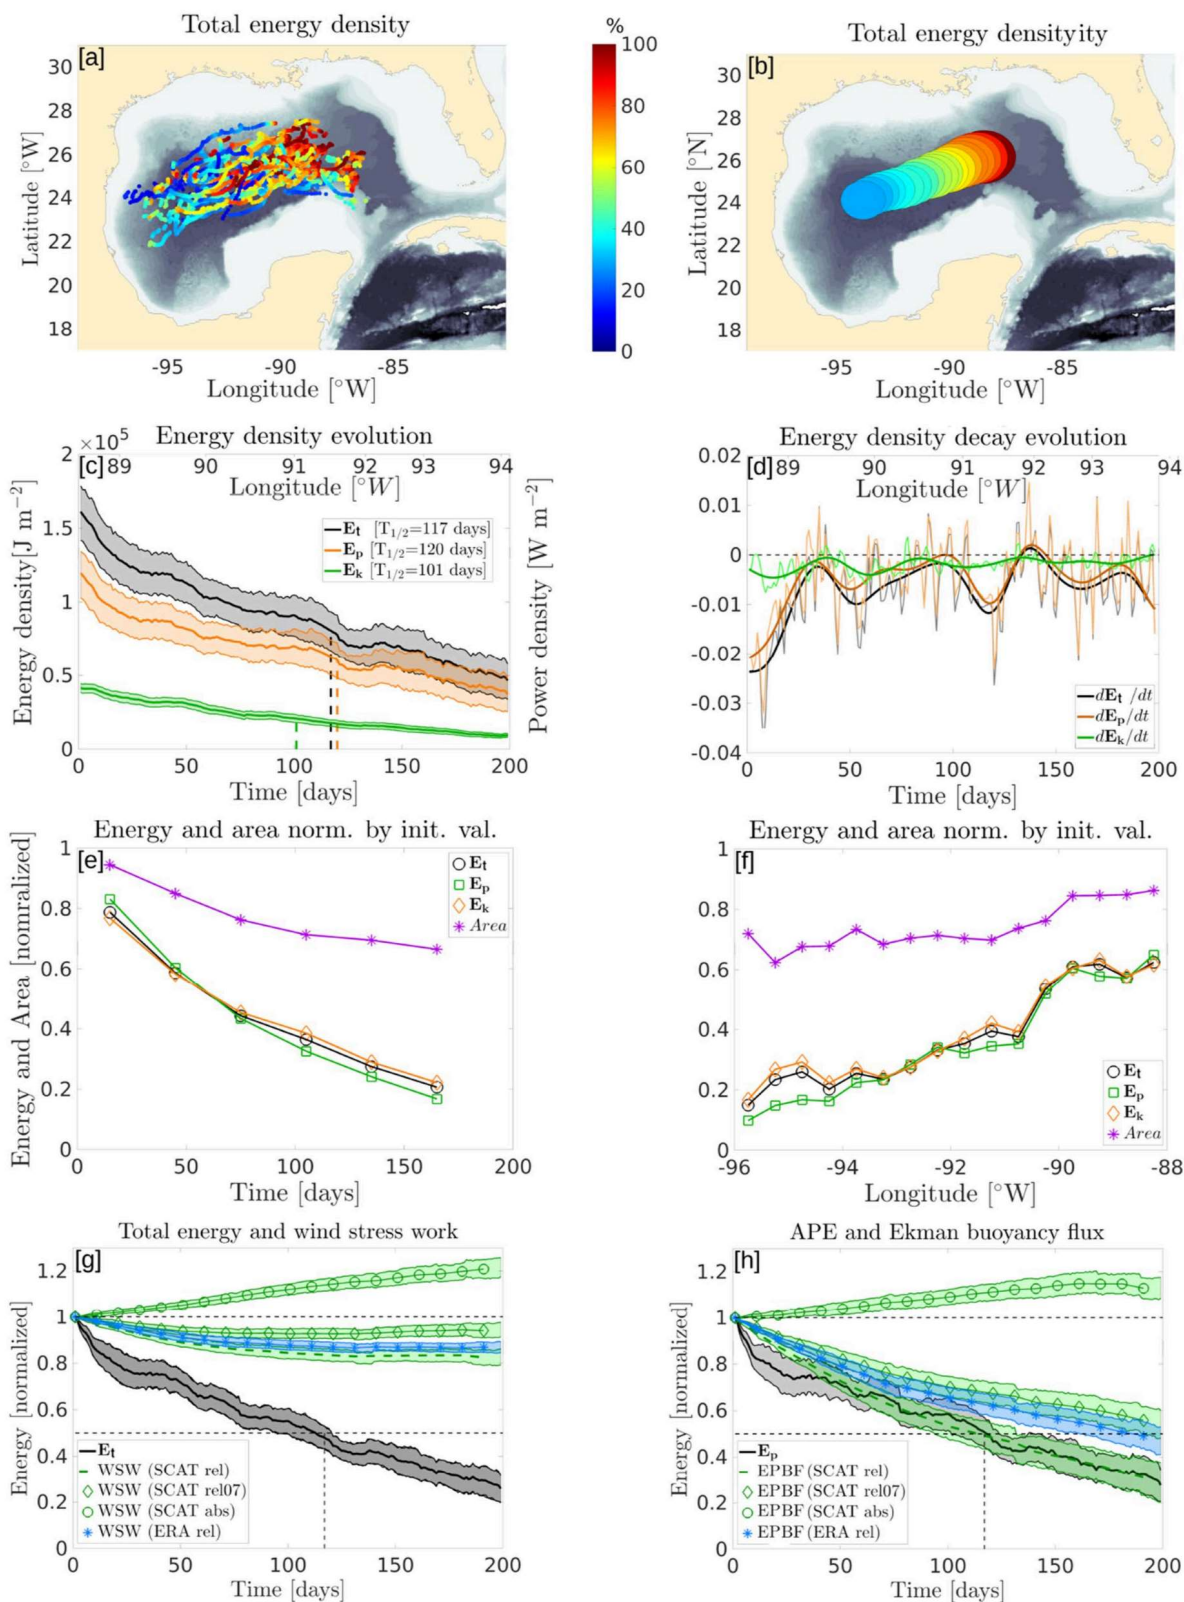 Total energy density
[a]
30
28
26
24
22
20
18
Latitude [°W]
-95 -90 -85
Longitude [°W]
%
100
80
60
40
20
0
Total energy densityity
[b]
30
28
26
24
22
20
18
Latitude [°N]
-95 -90 -85
Longitude [°W]
Energy density evolution
×10⁵
[c]
89 90 91 92 93 94
Longitude [°W]
2
1.5
1
0.5
0
Energy density[J m⁻²]
Eₜ [T₁/₂=117 days]
Eₚ [T₁/₂=120 days]
Eₖ [T₁/₂=101 days]
0 50 100 150 200
Time [days]
Energy density decay evolution
[d]
89 90 91 92 93 94
Longitude [°W]
0.02
0.01
0
-0.01
-0.02
-0.03
-0.04
Power density [W m⁻²]
dEₜ /dt
dEₚ/dt
dEₖ/dt
0 50 100 150 200
Time [days]
Energy and area norm. by init. val.
[e]
1
0.8
0.6
0.4
0.2
0
Energy and Area [nomralized]
Eₜ
Eₚ
Eₖ
Area
0 50 100 150 200
Time [days]
Energy and area norm. by init. val.
[f]
1
0.8
0.6
0.4
0.2
0
Eₜ
Eₚ
Eₖ
Area
-96 -94 -92 -90 -88
Longitude [°W]
Total energy and wind stress work
[g]
1.2
1
0.8
0.6
0.4
0.2
0
Energy [normalized]
Eₜ
WSW (SCAT rel)
WSW (SCAT rel07)
WSW (SCAT abs)
WSW (ERA rel)
0 50 100 150 200
Time [days]
APE and Ekman buoyancy flux
[h]
1.2
1
0.8
0.6
0.4
0.2
0
Energy [normalized]
Eₚ
EPBF(SCAT rel)
EPBF(SCAT rel07)
EPBF(SCAT abs)
EPBF(ERA rel)
0 50 100 150 200
Time [days]